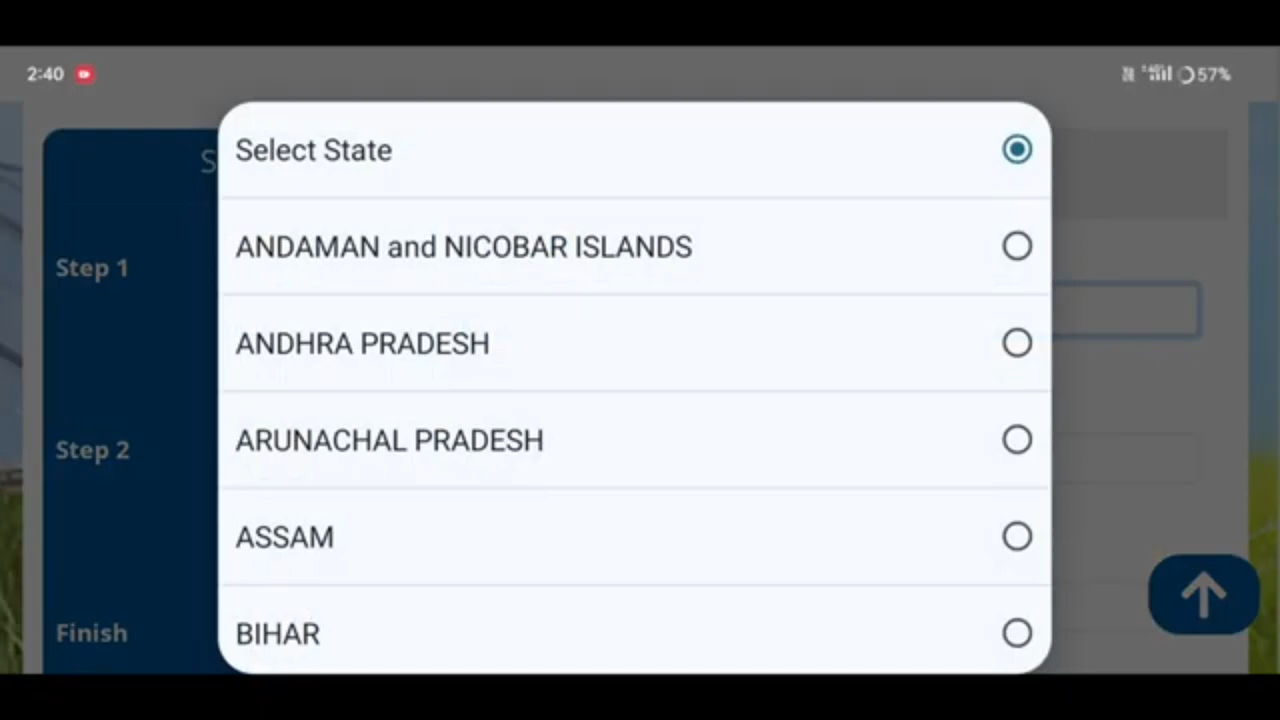 2:40
57%
S
Select State
ANDAMAN and NICOBAR ISLANDS
Step 1
ANDHRA PRADESH
ARUNACHAL PRADESH
Step 2
ASSAM
BIHAR
Finish